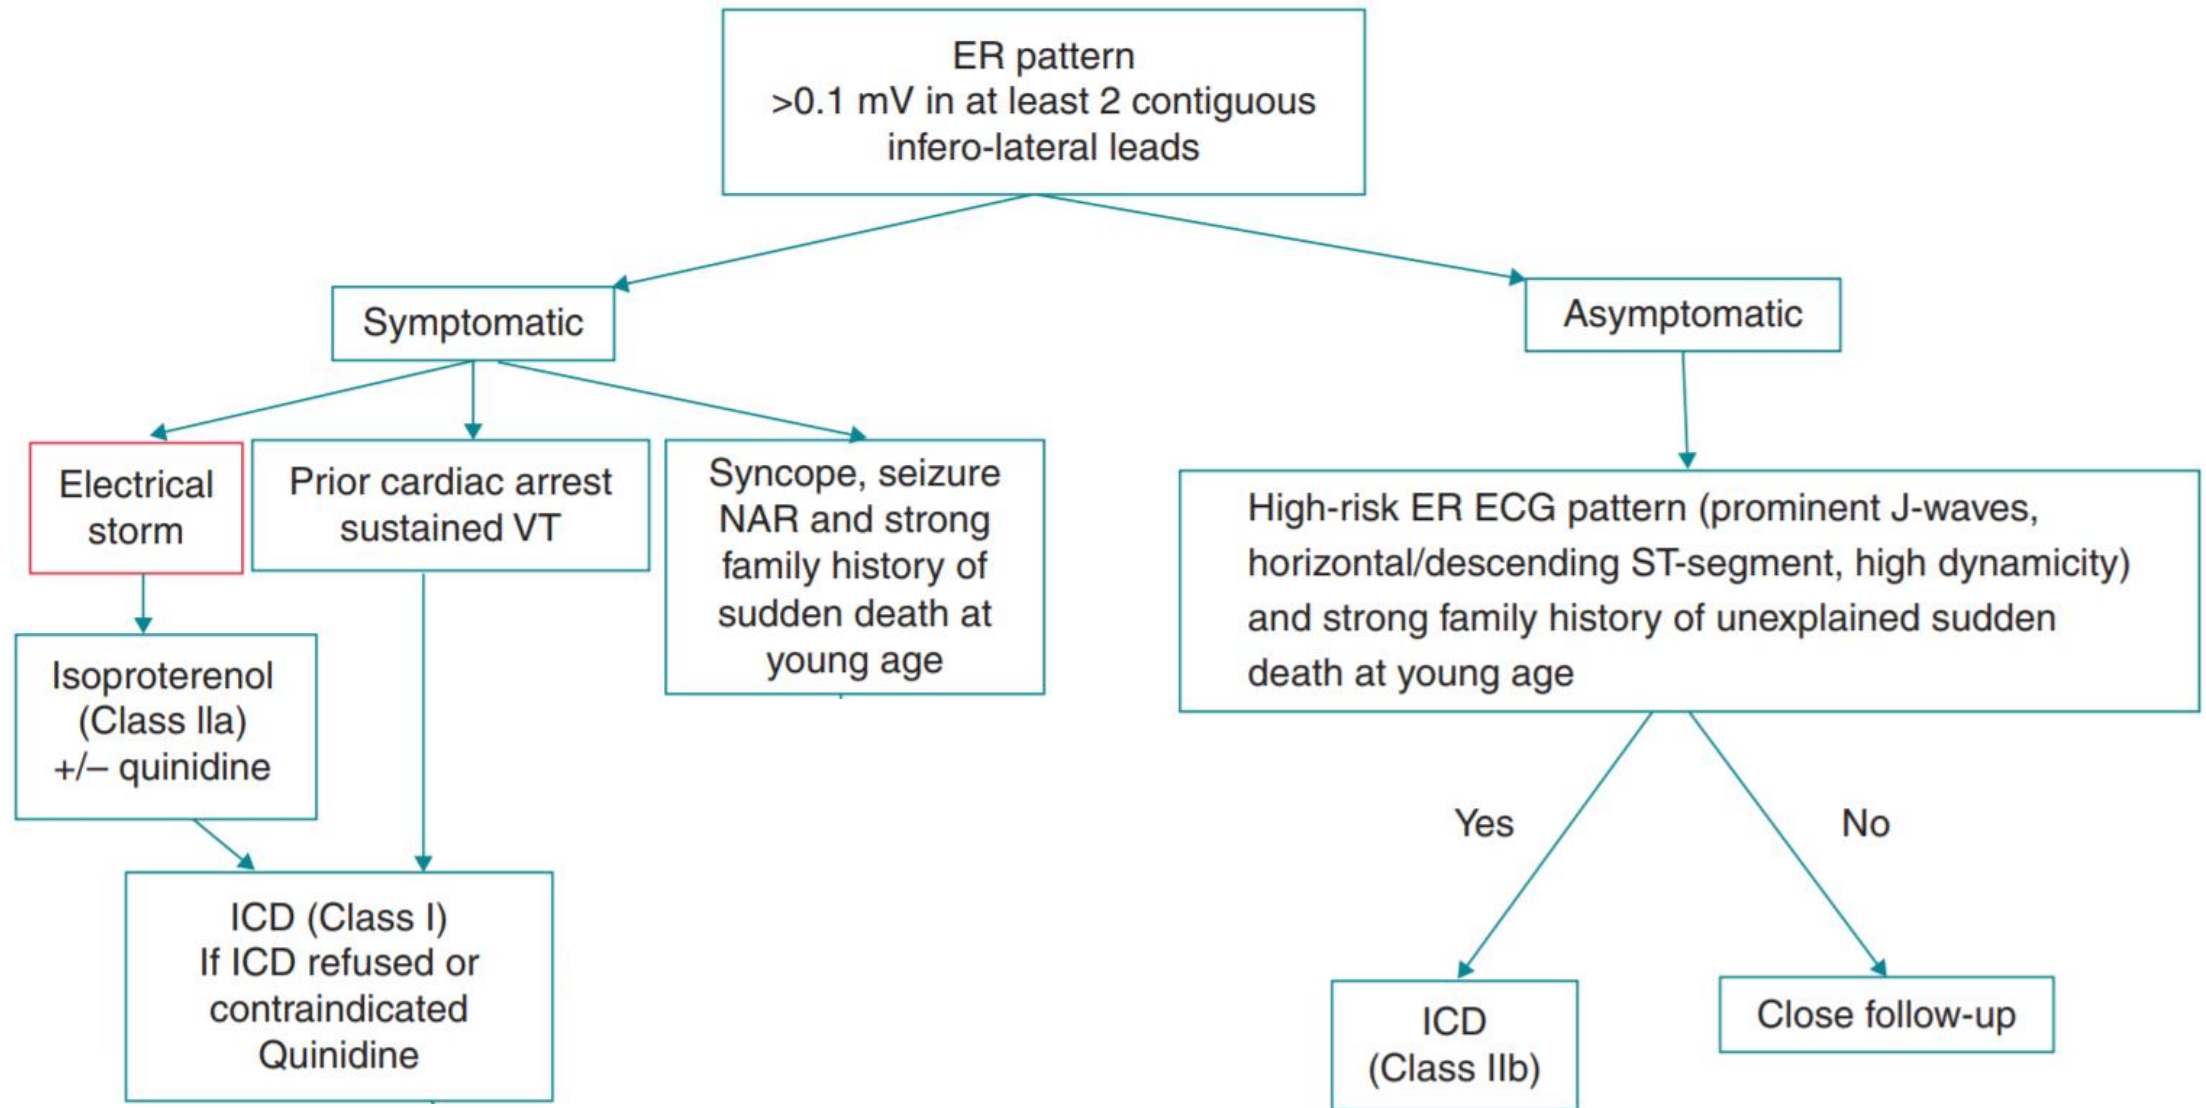 ER pattern
>0.1 mV in at least 2 contiguous
infero-lateral leads
Symptomatic
Asymptomatic
Electrical
storm
Prior cardiac arrest
sustained VT
Syncope, seizure
NAR and strong
family history of
sudden death at
young age
High-risk ER ECG pattern (prominent J-waves,
horizontal/descending ST-segment, high dynamicity)
and strong family history of unexplained sudden
death at young age
Isoproterenol
(Class IIa)
+/– quinidine
Yes
No
ICD (Class I)
If ICD refused or
contraindicated
Quinidine
ICD
(Class IIb)
Close follow-up